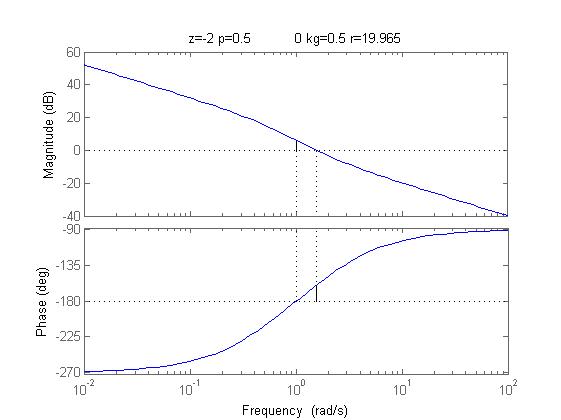 z=-2 p=0.5 0 kg=0.5 r=19.965
Magnitude (dB)
60
40
20
0
-20
-40
Phase (deg)
-90
-135
-180
-225
-270
10^-2 10^-1 10^0 10^1 10^2
Frequency (rad/s)